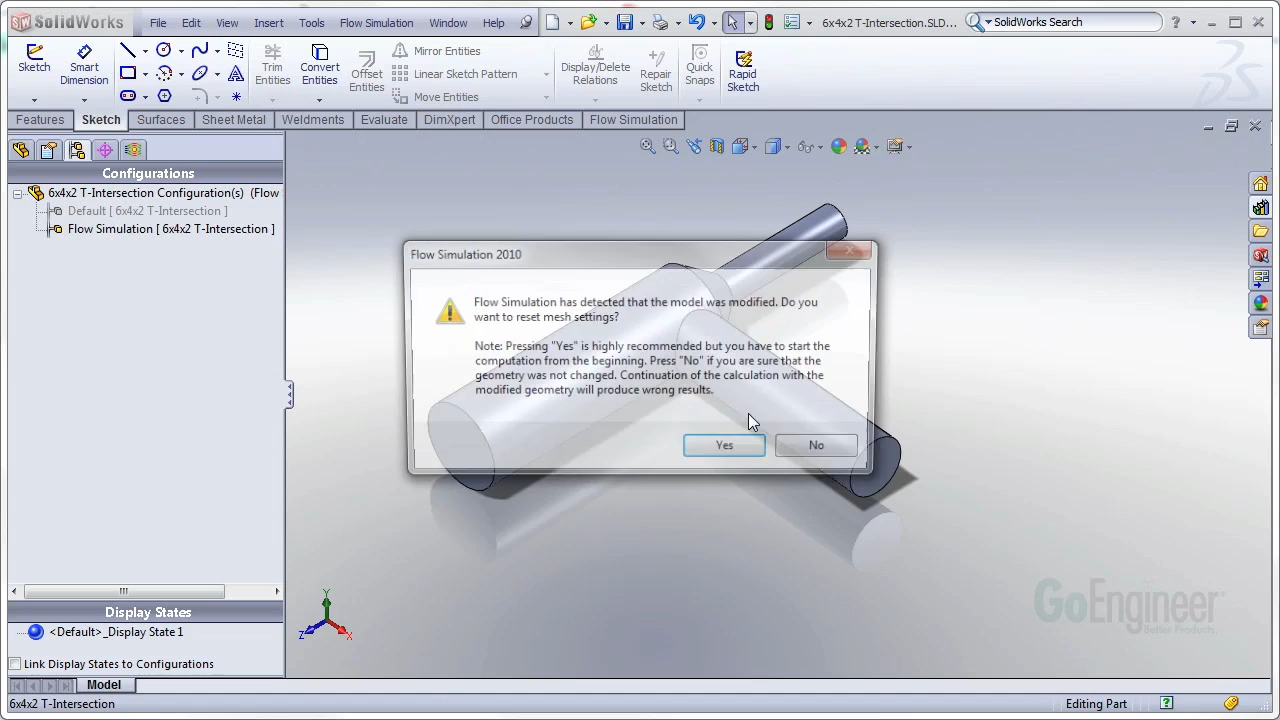 SolidWorks
File Edit View Insert Tools Flow Simulation Window Help
6x4x2 T-Intersection.SLD...
SolidWorks Search
Sketch
Smart Dimension
Trim Entities
Convert Entities
Offset Entities
Mirror Entities
Linear Sketch Pattern
Move Entities
Display/Delete Relations
Repair Sketch
Quick Snaps
Rapid Sketch
Features Sketch Surfaces Sheet Metal Weldments Evaluate DimXpert Office Products Flow Simulation
Configurations
6x4x2 T-Intersection Configuration(s) (Flow
Default [ 6x4x2 T-Intersection ]
Flow Simulation [ 6x4x2 T-Intersection ]
Flow Simulation 2010
Flow Simulation has detected that the model was modified. Do you
want to reset mesh settings?
Note: Pressing "Yes" is highly recommended but you have to start the
computation from the beginning. Press "No" if you are sure that the
geometry was not changed. Continuation of the calculation with the
modified geometry will produce wrong results.
Yes No
Y
Z
X
GoEngineer
Better Products.
Display States
<Default>_Display State 1
Link Display States to Configurations
Model
6x4x2 T-Intersection
Editing Part